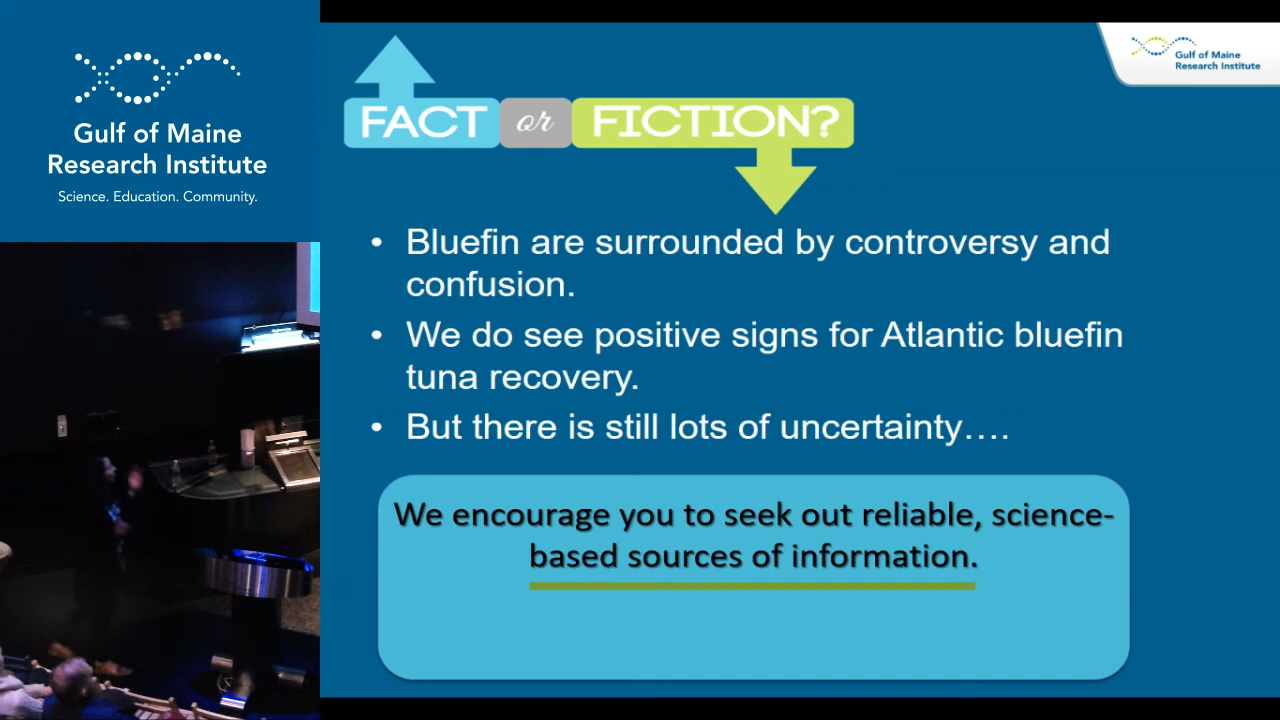 Gulf of Maine
Research Institute
Science. Education. Community.
Gulf of Maine
Research Institute
FACT or FICTION?
• Bluefin are surrounded by controversy and
confusion.
• We do see positive signs for Atlantic bluefin
tuna recovery.
• But there is still lots of uncertainty….
We encourage you to seek out reliable, science-
based sources of information.